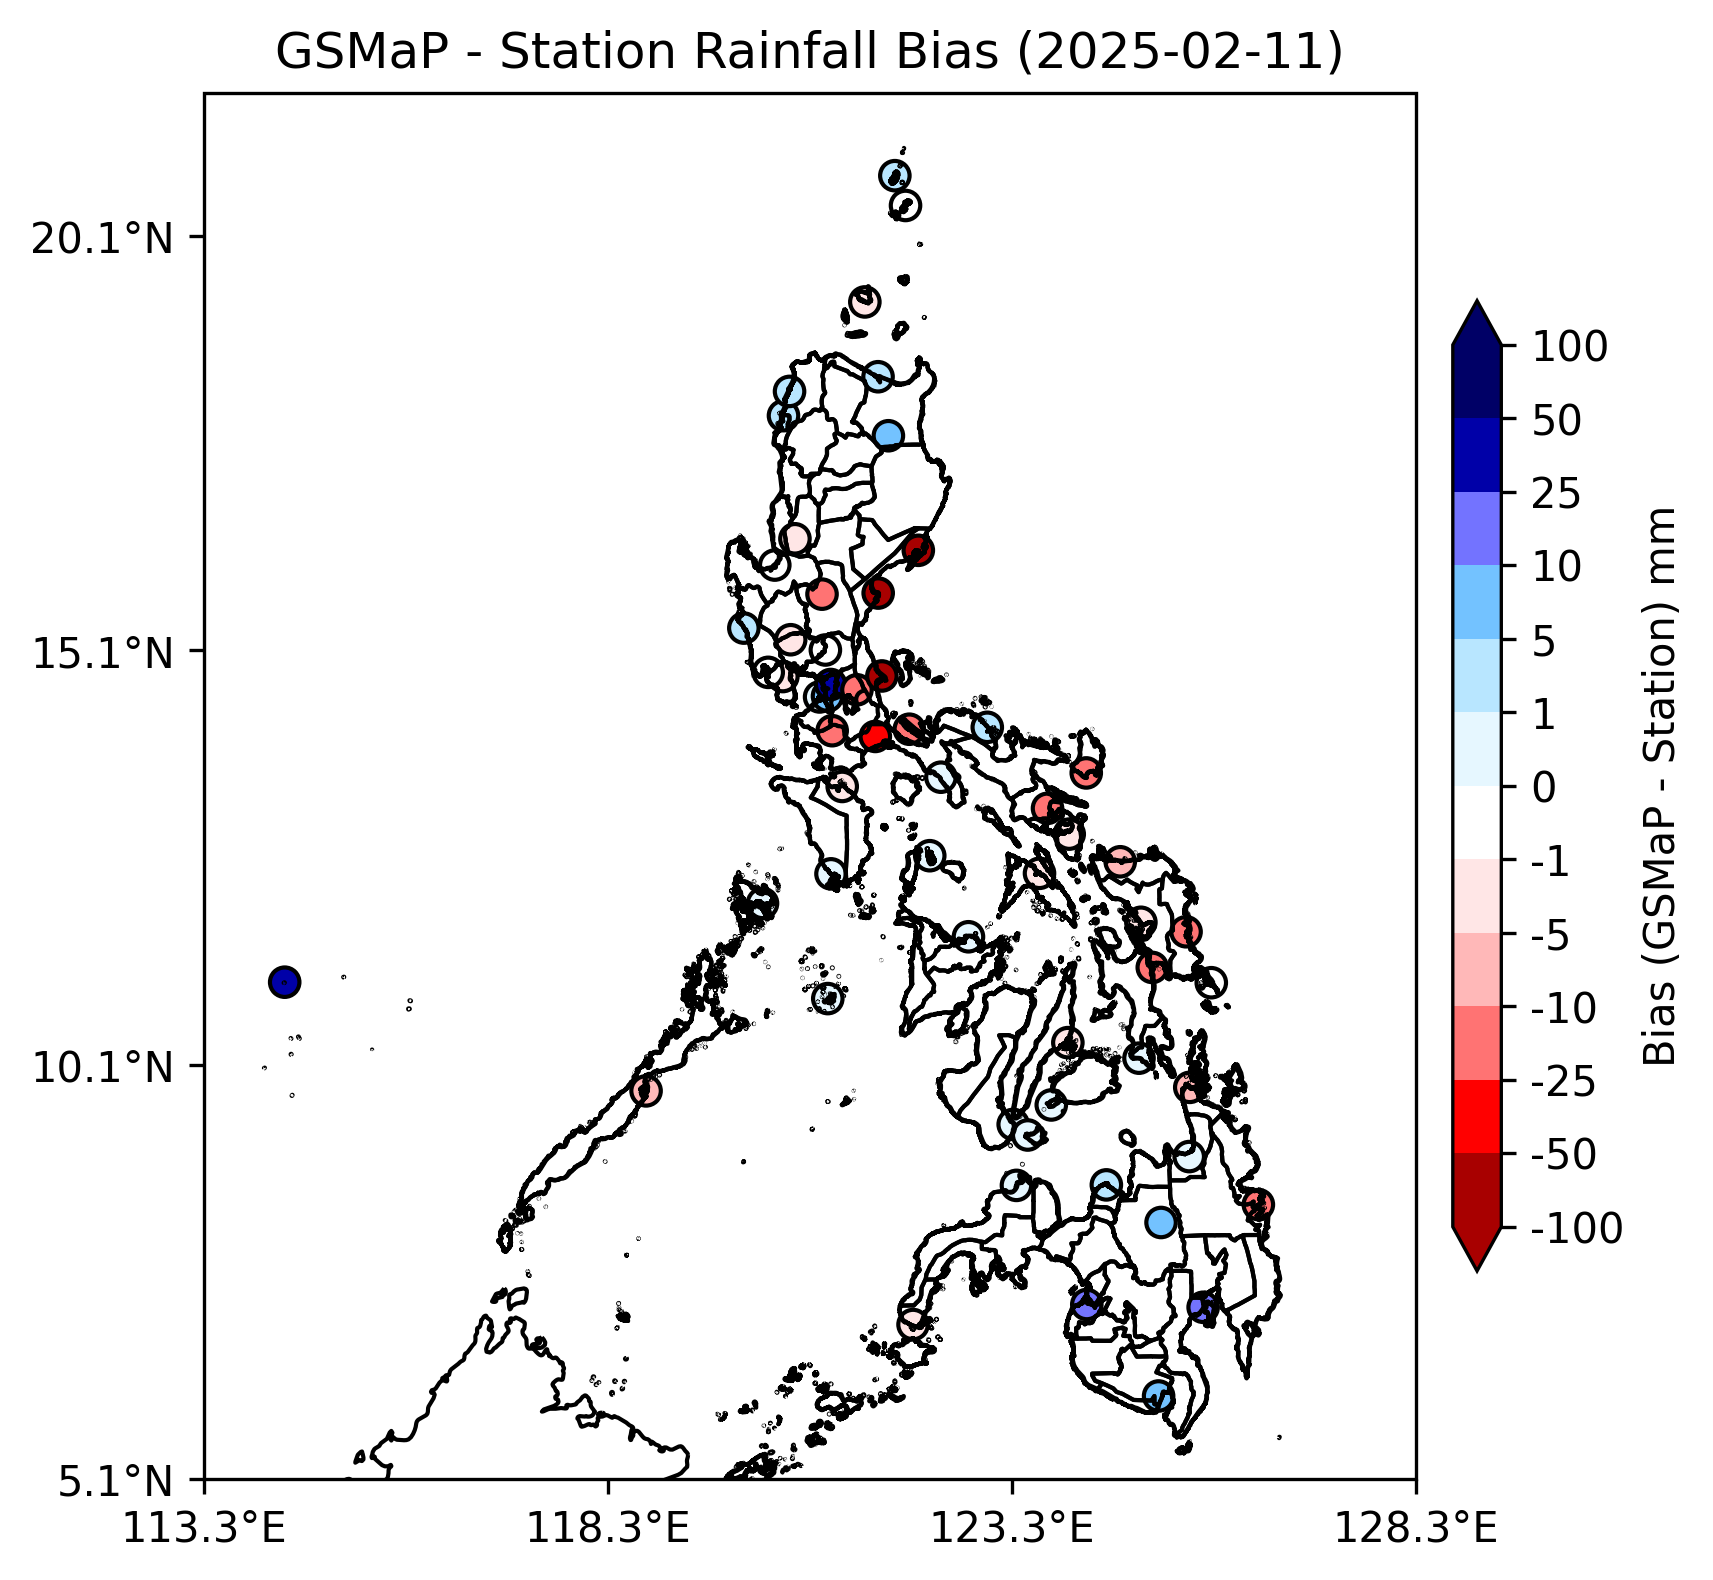 GSMaP - Station Rainfall Bias (2025-02-11)
20.1°N
15.1°N
10.1°N
5.1°N
113.3°E
118.3°E
123.3°E
128.3°E
100
50
25
10
5
1
0
-1
-5
-10
-25
-50
-100
Bias (GSMaP - Station) mm